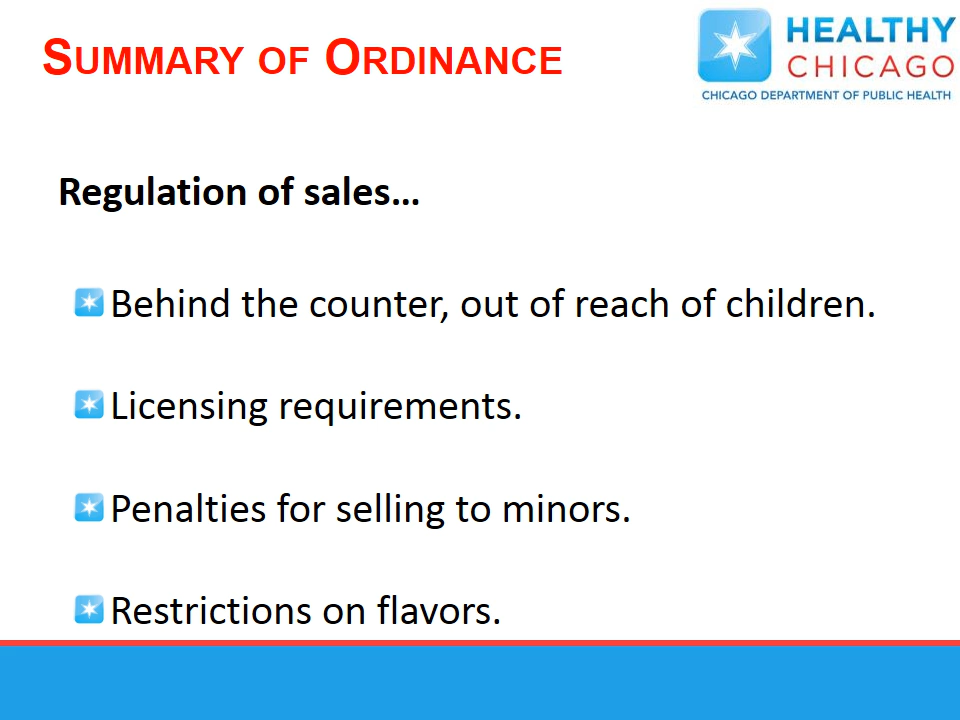 SUMMARY OF ORDINANCE
HEALTHY
CHICAGO
CHICAGO DEPARTMENT OF PUBLIC HEALTH
Regulation of sales...
Behind the counter, out of reach of children.
Licensing requirements.
Penalties for selling to minors.
Restrictions on flavors.